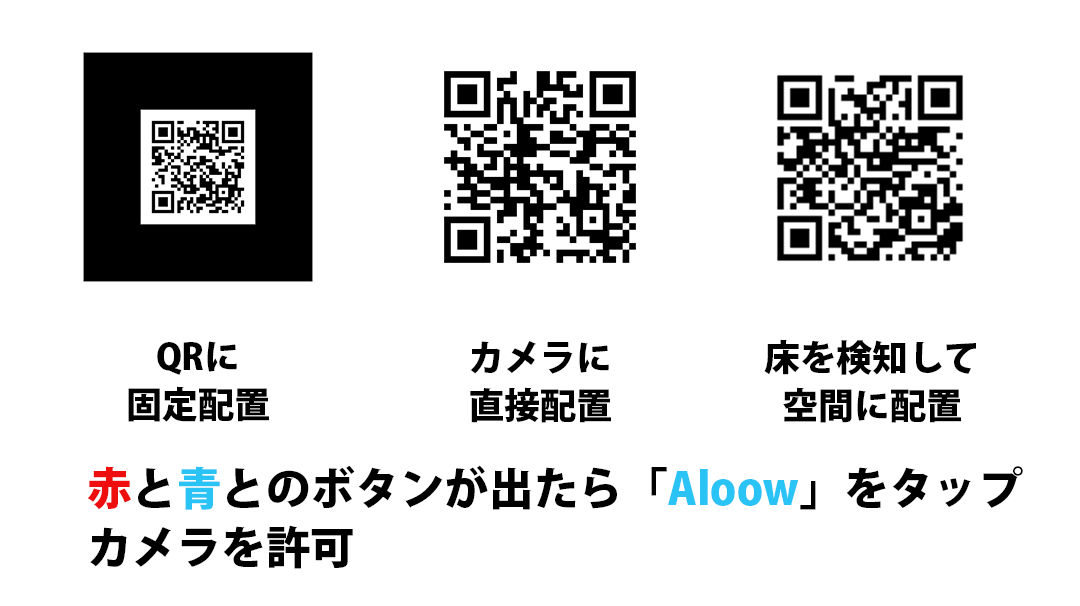 QRに
固定配置
カメラに
直接配置
床を検知して
空間に配置
赤と青とのボタンが出たら「Aloow」をタップ
カメラを許可